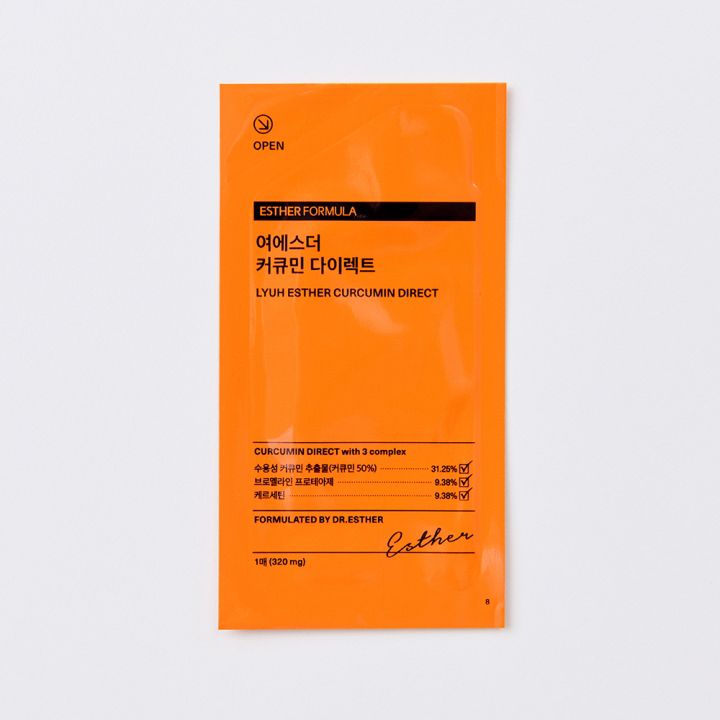 OPEN
ESTHER FORMULA
여에스더
커큐민 다이렉트
LYUH ESTHER CURCUMIN DIRECT
CURCUMIN DIRECT with 3 complex
수용성 커큐민 추출물(커큐민 50%) 31.25%
브로멜라인 프로테아제 9.38%
케르세틴 9.38%
FORMULATED BY DR.ESTHER
Esther
1매 (320 mg)
8